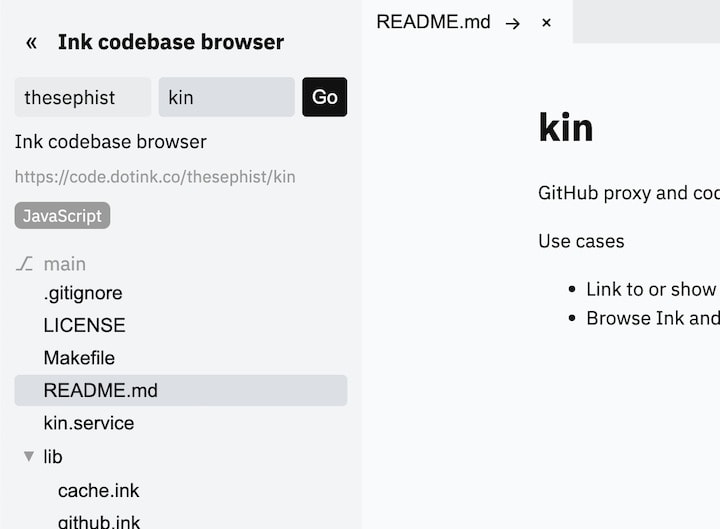 « Ink codebase browser
thesephist kin Go
Ink codebase browser
https://code.dotink.co/thesephist/kin
JavaScript
main
.gitignore
LICENSE
Makefile
README.md
kin.service
lib
cache.ink
github.ink
README.md → ×
kin
GitHub proxy and
Use cases
Link to or show
Browse Ink and